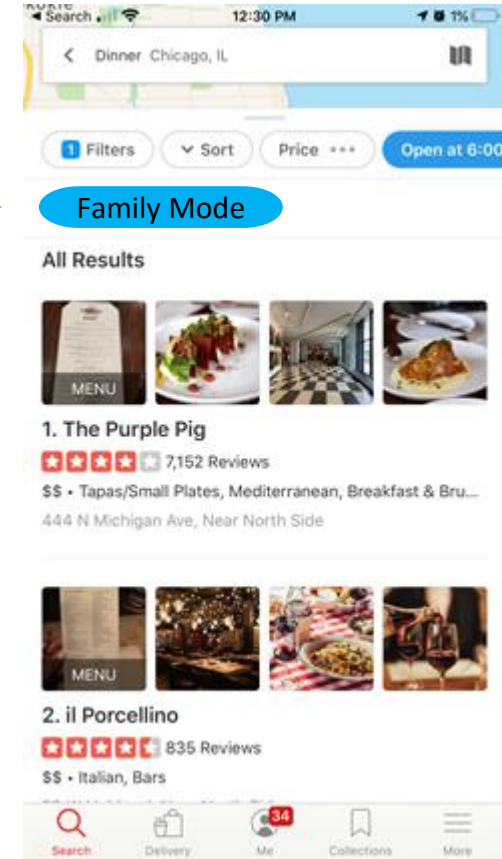 Search 12:30 PM 1%
Dinner Chicago, IL
1 Filters Sort Price Open at 6:00
Family Mode
All Results
MENU
1. The Purple Pig
7,152 Reviews
$$ • Tapas/Small Plates, Mediterranean, Breakfast & Bru...
444 N Michigan Ave, Near North Side
MENU
2. il Porcellino
835 Reviews
$$ • Italian, Bars
34
Search Delivery Me Collections More